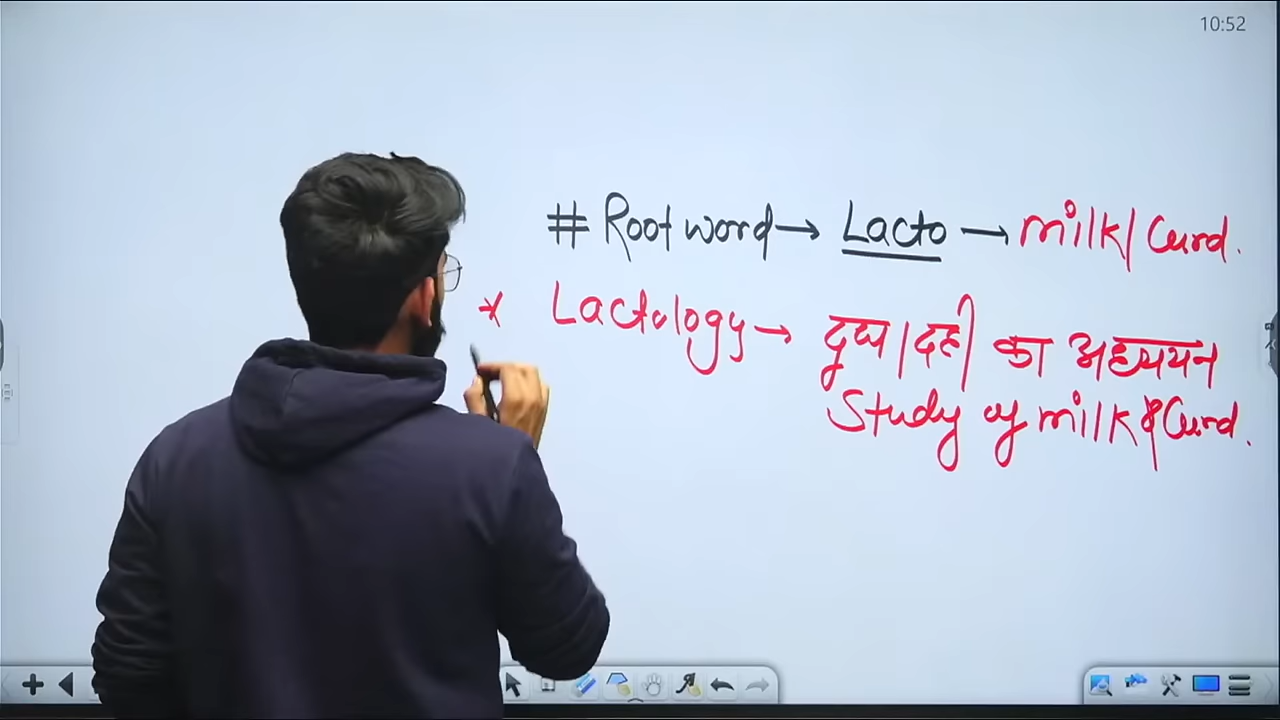 10:52
# Root word → Lacto → milk/Curd.
* Lactology → दूध/दही का अध्ययन
Study of milk & Curd.